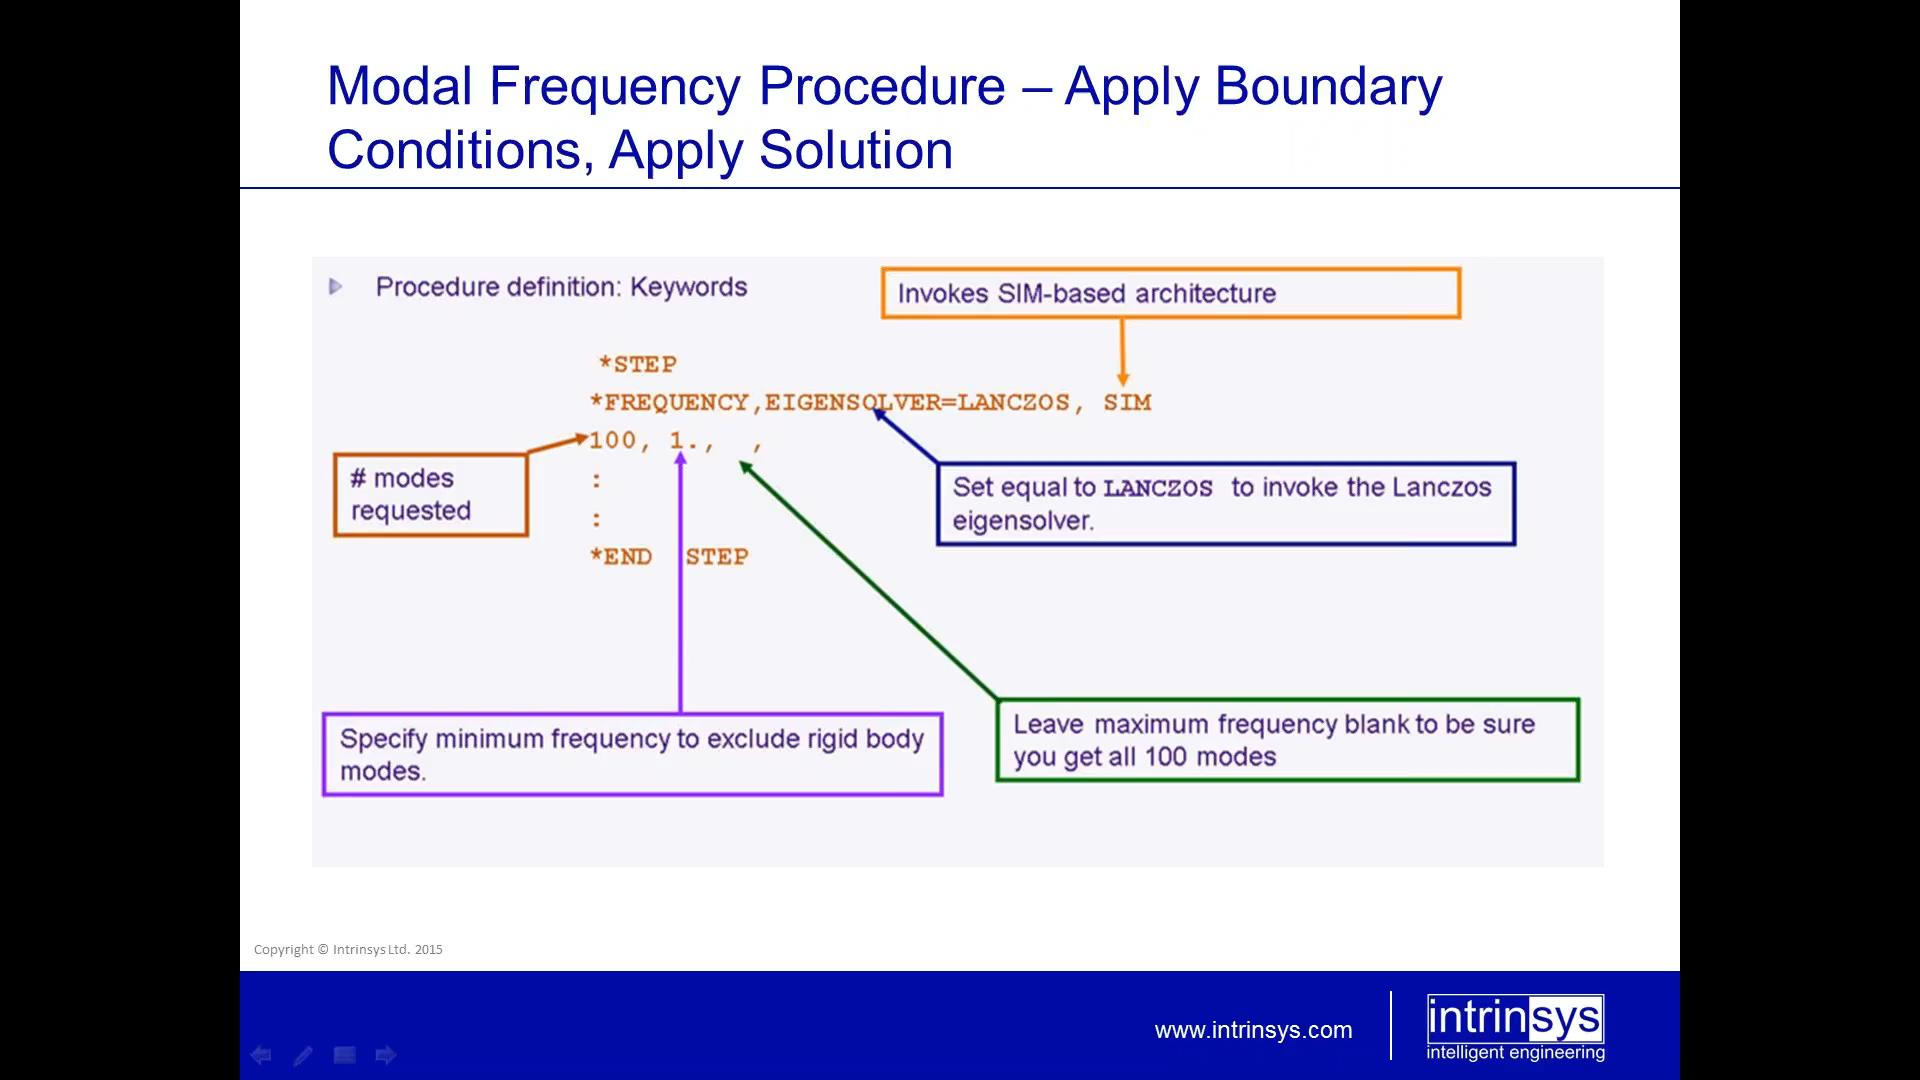 Modal Frequency Procedure – Apply Boundary
Conditions, Apply Solution
Procedure definition: Keywords
Invokes SIM-based architecture
*STEP
*FREQUENCY,EIGENSOLVER=LANCZOS, SIM
100, 1., ,
# modes
requested
:
:
Set equal to LANCZOS to invoke the Lanczos
eigensolver.
*END STEP
Specify minimum frequency to exclude rigid body
modes.
Leave maximum frequency blank to be sure
you get all 100 modes
Copyright © Intrinsys Ltd. 2015
www.intrinsys.com
intrinsys
intelligent engineering